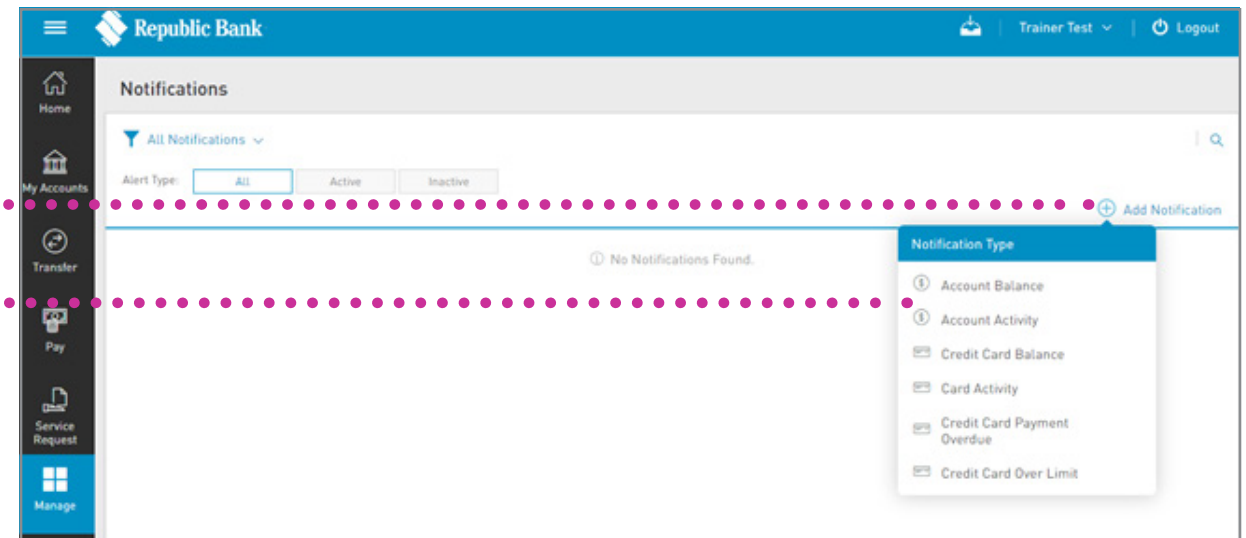 Republic Bank
Trainer Test
Logout
Home
Notifications
All Notifications
My Accounts
Alert Type:
All
Active
Inactive
Add Notification
Transfer
No Notifications Found.
Notification Type
Account Balance
Account Activity
Pay
Credit Card Balance
Card Activity
Service
Request
Credit Card Payment
Overdue
Credit Card Over Limit
Manage